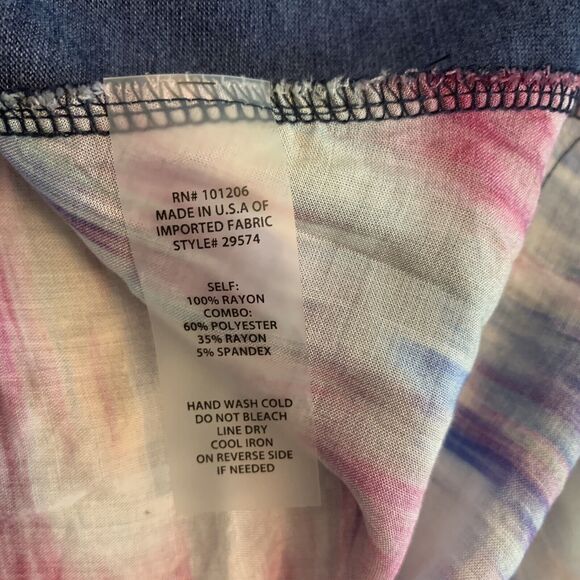 RN# 101206
MADE IN U.S.A OF
IMPORTED FABRIC
STYLE# 29574
SELF:
100% RAYON
COMBO:
60% POLYESTER
35% RAYON
5% SPANDEX
HAND WASH COLD
DO NOT BLEACH
LINE DRY
COOL IRON
ON REVERSE SIDE
IF NEEDED